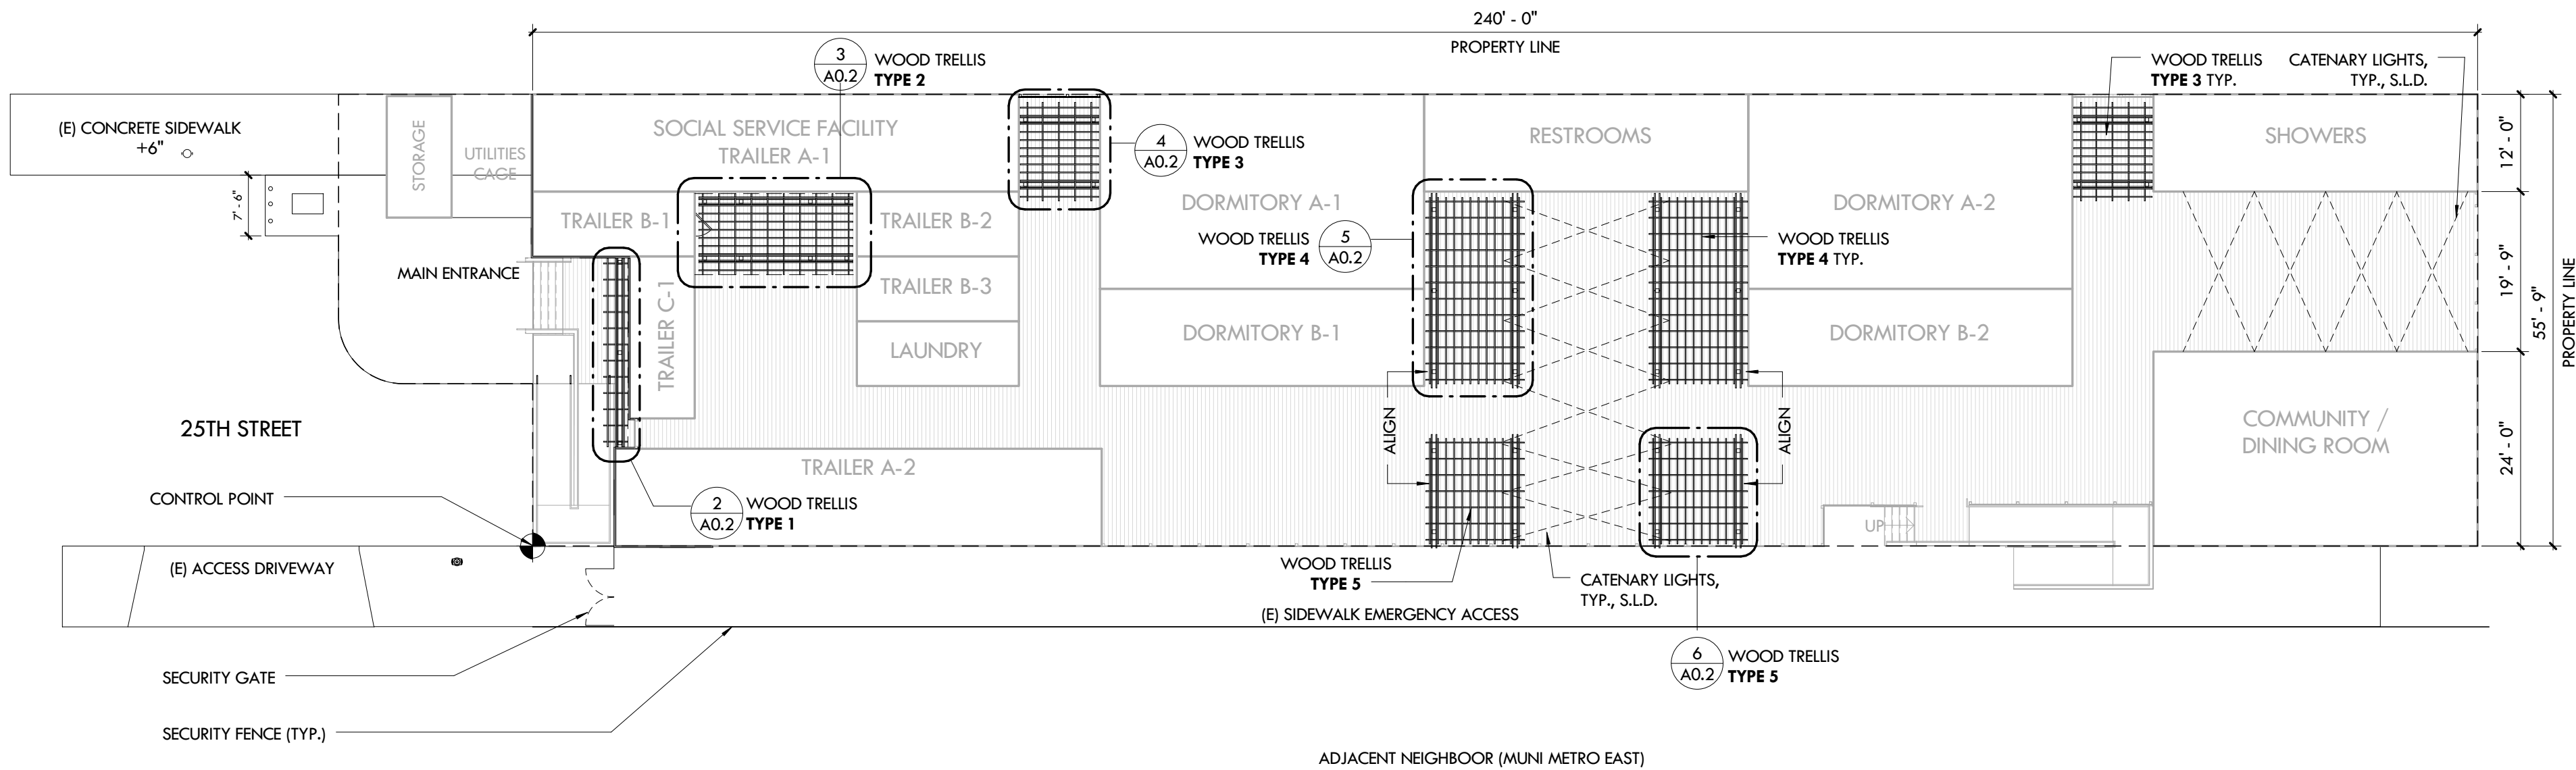 240' - 0"
PROPERTY LINE
3
A0.2
WOOD TRELLIS
TYPE 2
WOOD TRELLIS
TYPE 3 TYP.
CATENARY LIGHTS,
TYP., S.L.D.
(E) CONCRETE SIDEWALK
+6"
STORAGE
UTILITIES
CAGE
SOCIAL SERVICE FACILITY
TRAILER A-1
4
A0.2
WOOD TRELLIS
TYPE 3
RESTROOMS
SHOWERS
12' - 0"
7' - 6"
TRAILER B-1
TRAILER B-2
DORMITORY A-1
DORMITORY A-2
WOOD TRELLIS
TYPE 4
5
A0.2
WOOD TRELLIS
TYPE 4 TYP.
MAIN ENTRANCE
TRAILER C-1
TRAILER B-3
19' - 9"
55' - 9"
PROPERTY LINE
LAUNDRY
DORMITORY B-1
DORMITORY B-2
ALIGN
ALIGN
25TH STREET
COMMUNITY /
DINING ROOM
24' - 0"
TRAILER A-2
CONTROL POINT
2
A0.2
WOOD TRELLIS
TYPE 1
UP
(E) ACCESS DRIVEWAY
WOOD TRELLIS
TYPE 5
CATENARY LIGHTS,
TYP., S.L.D.
(E) SIDEWALK EMERGENCY ACCESS
6
A0.2
WOOD TRELLIS
TYPE 5
SECURITY GATE
SECURITY FENCE (TYP.)
ADJACENT NEIGHBOOR (MUNI METRO EAST)